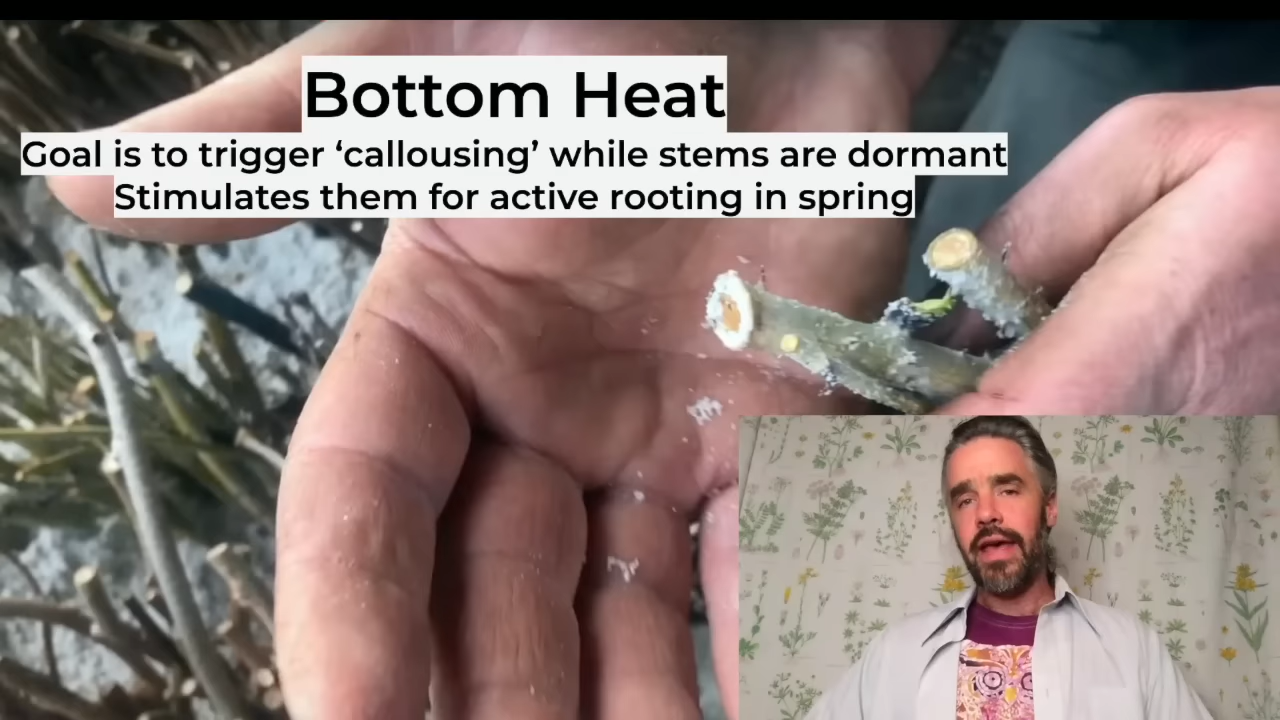 Bottom Heat
Goal is to trigger ‘callousing’ while stems are dormant
Stimulates them for active rooting in spring